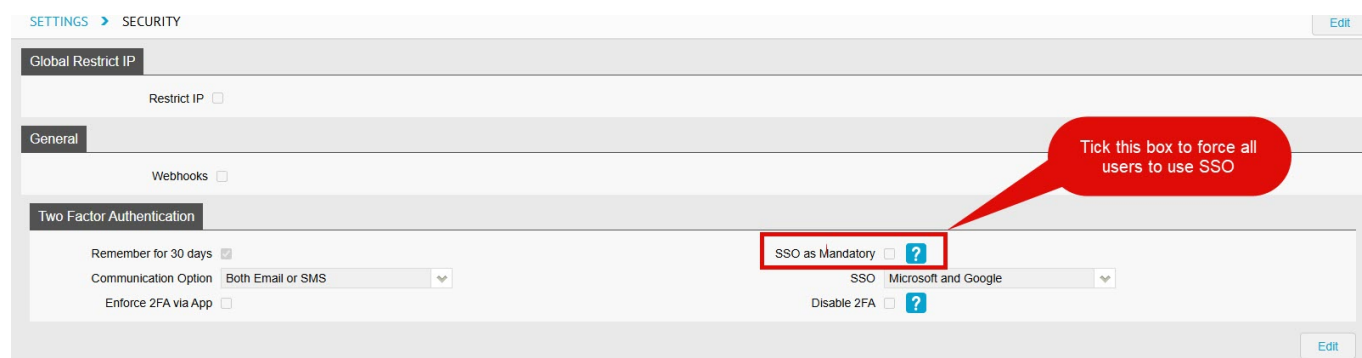 SETTINGS > SECURITY
Edit
Global Restrict IP
Restrict IP
General
Webhooks
Tick this box to force all
users to use SSO
Two Factor Authentication
Remember for 30 days
SSO as Mandatory ?
Communication Option Both Email or SMS
SSO Microsoft and Google
Enforce 2FA via App
Disable 2FA ?
Edit